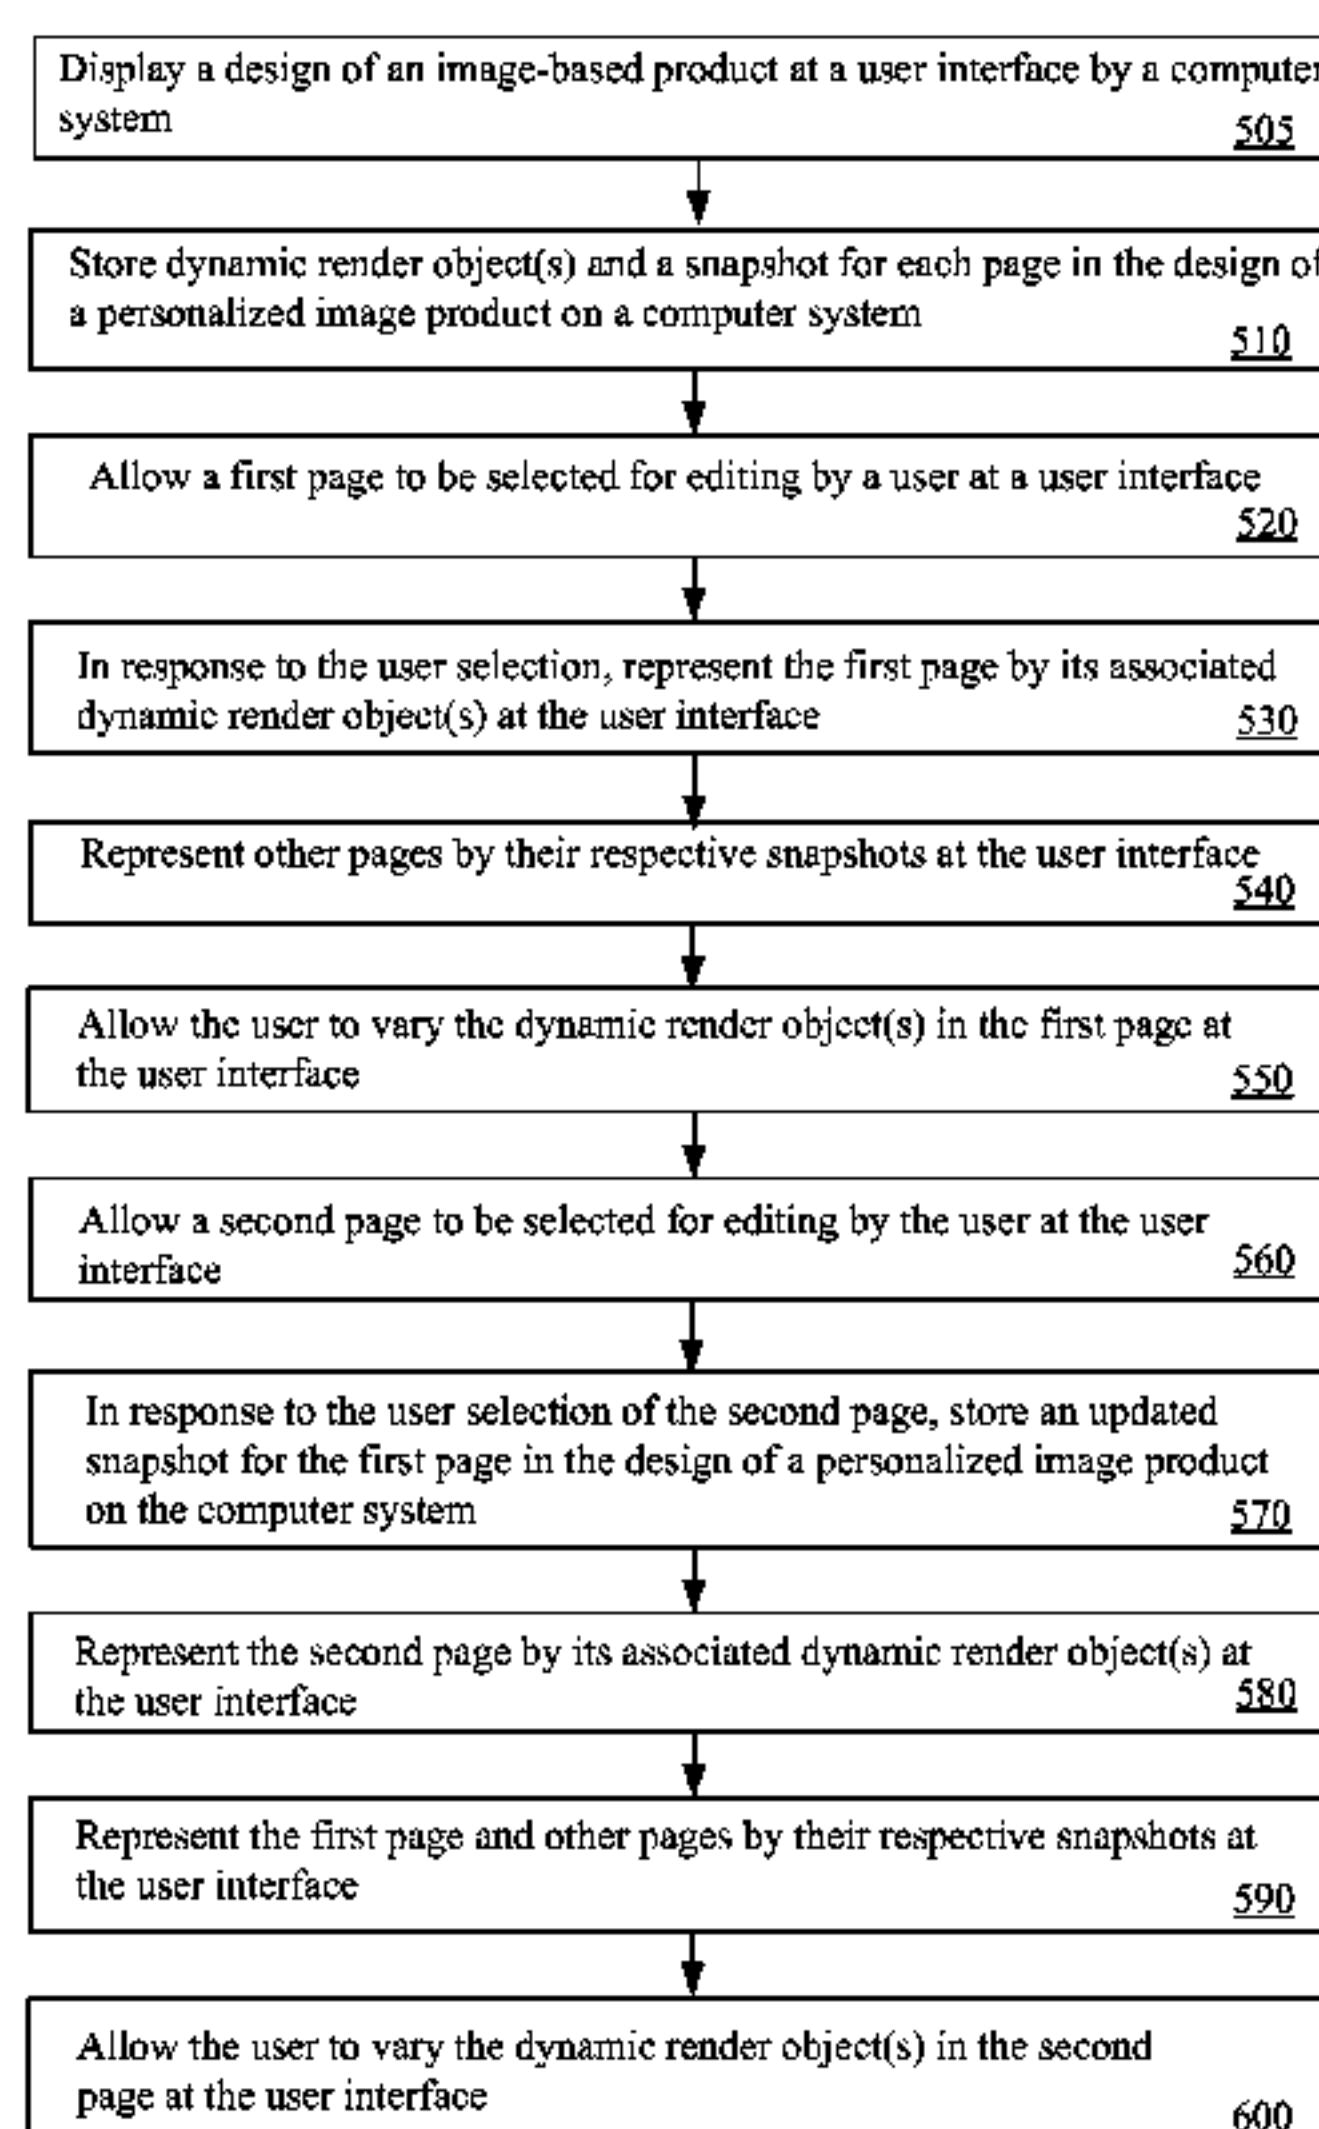 Display a design of an image-based product at a user interface by a computer
system
505
Store dynamic render object(s) and a snapshot for each page in the design of
a personalized image product on a computer system
510
Allow a first page to be selected for editing by a user at a user interface
520
In response to the user selection, represent the first page by its associated
dynamic render object(s) at the user interface
530
Represent other pages by their respective snapshots at the user interface
540
Allow the user to vary the dynamic render object(s) in the first page at
the user interface
550
Allow a second page to be selected for editing by the user at the user
interface
560
In response to the user selection of the second page, store an updated
snapshot for the first page in the design of a personalized image product
on the computer system
570
Represent the second page by its associated dynamic render object(s) at
the user interface
580
Represent the first page and other pages by their respective snapshots at
the user interface
590
Allow the user to vary the dynamic render object(s) in the second
page at the user interface
600